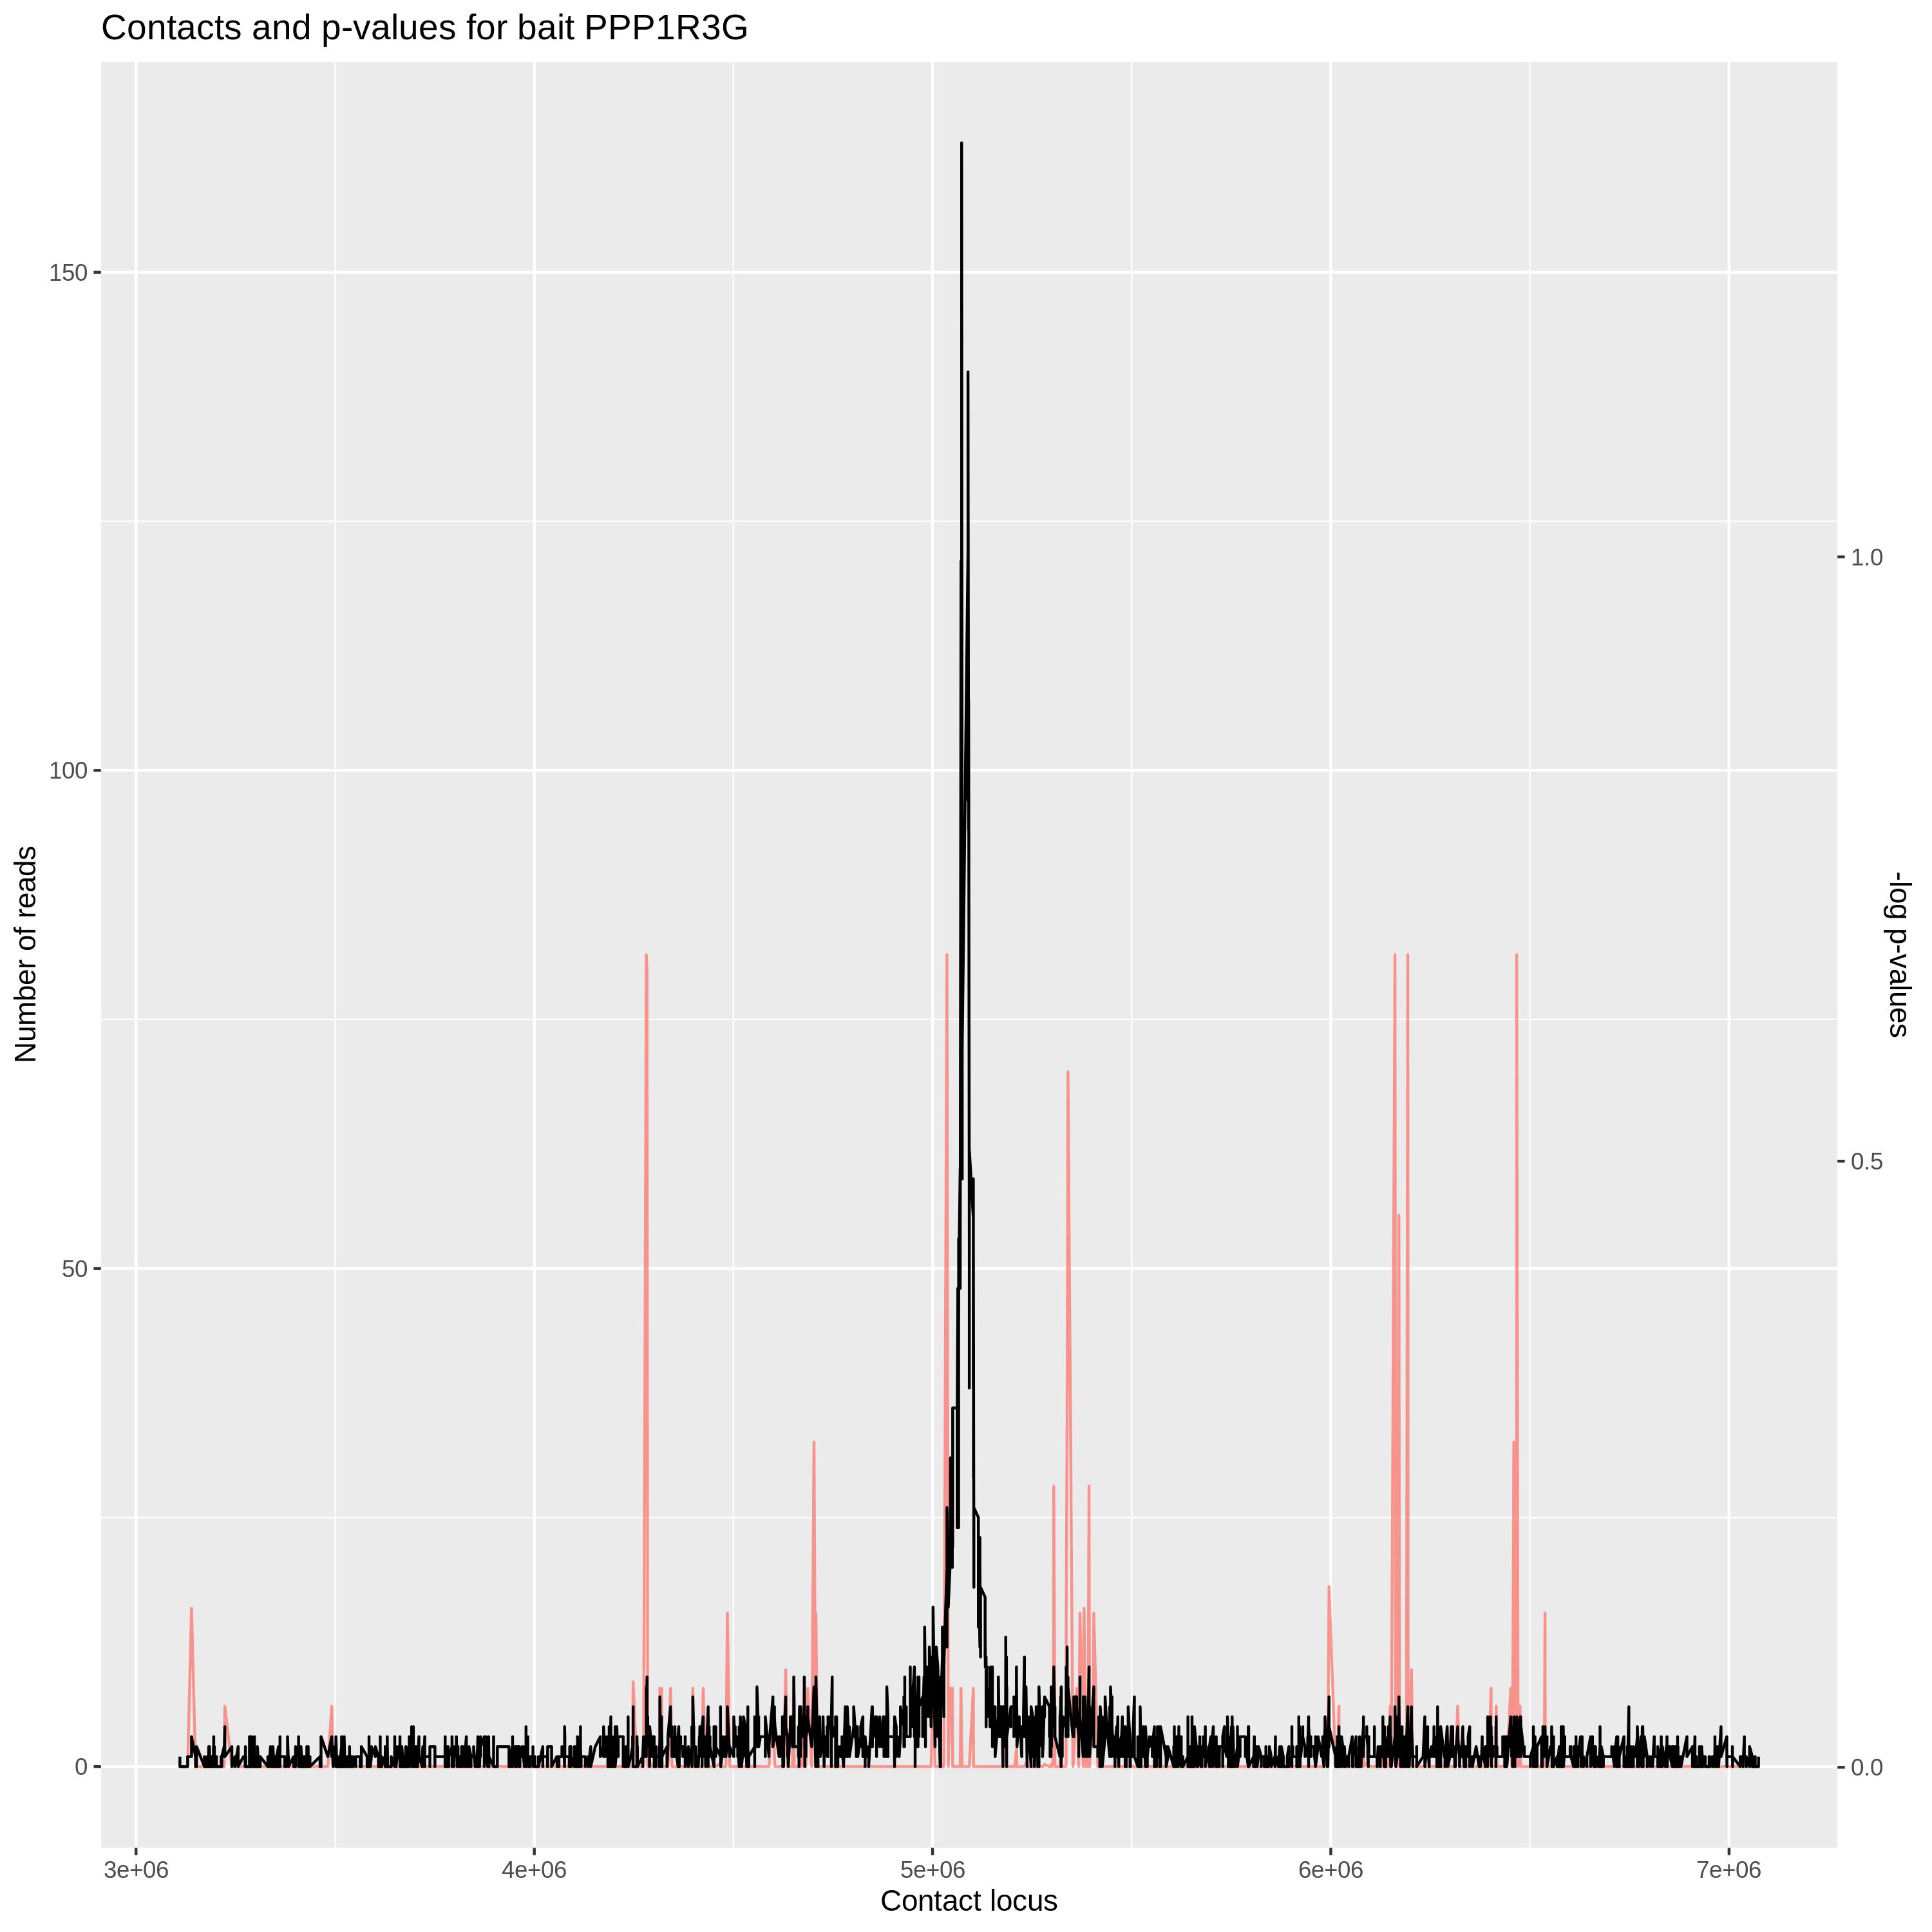 Contacts and p-values for bait PPP1R3G
Number of reads
150
100
50
0
1.0
0.5
0.0
-log p-values
3e+06 4e+06 5e+06 6e+06 7e+06
Contact locus